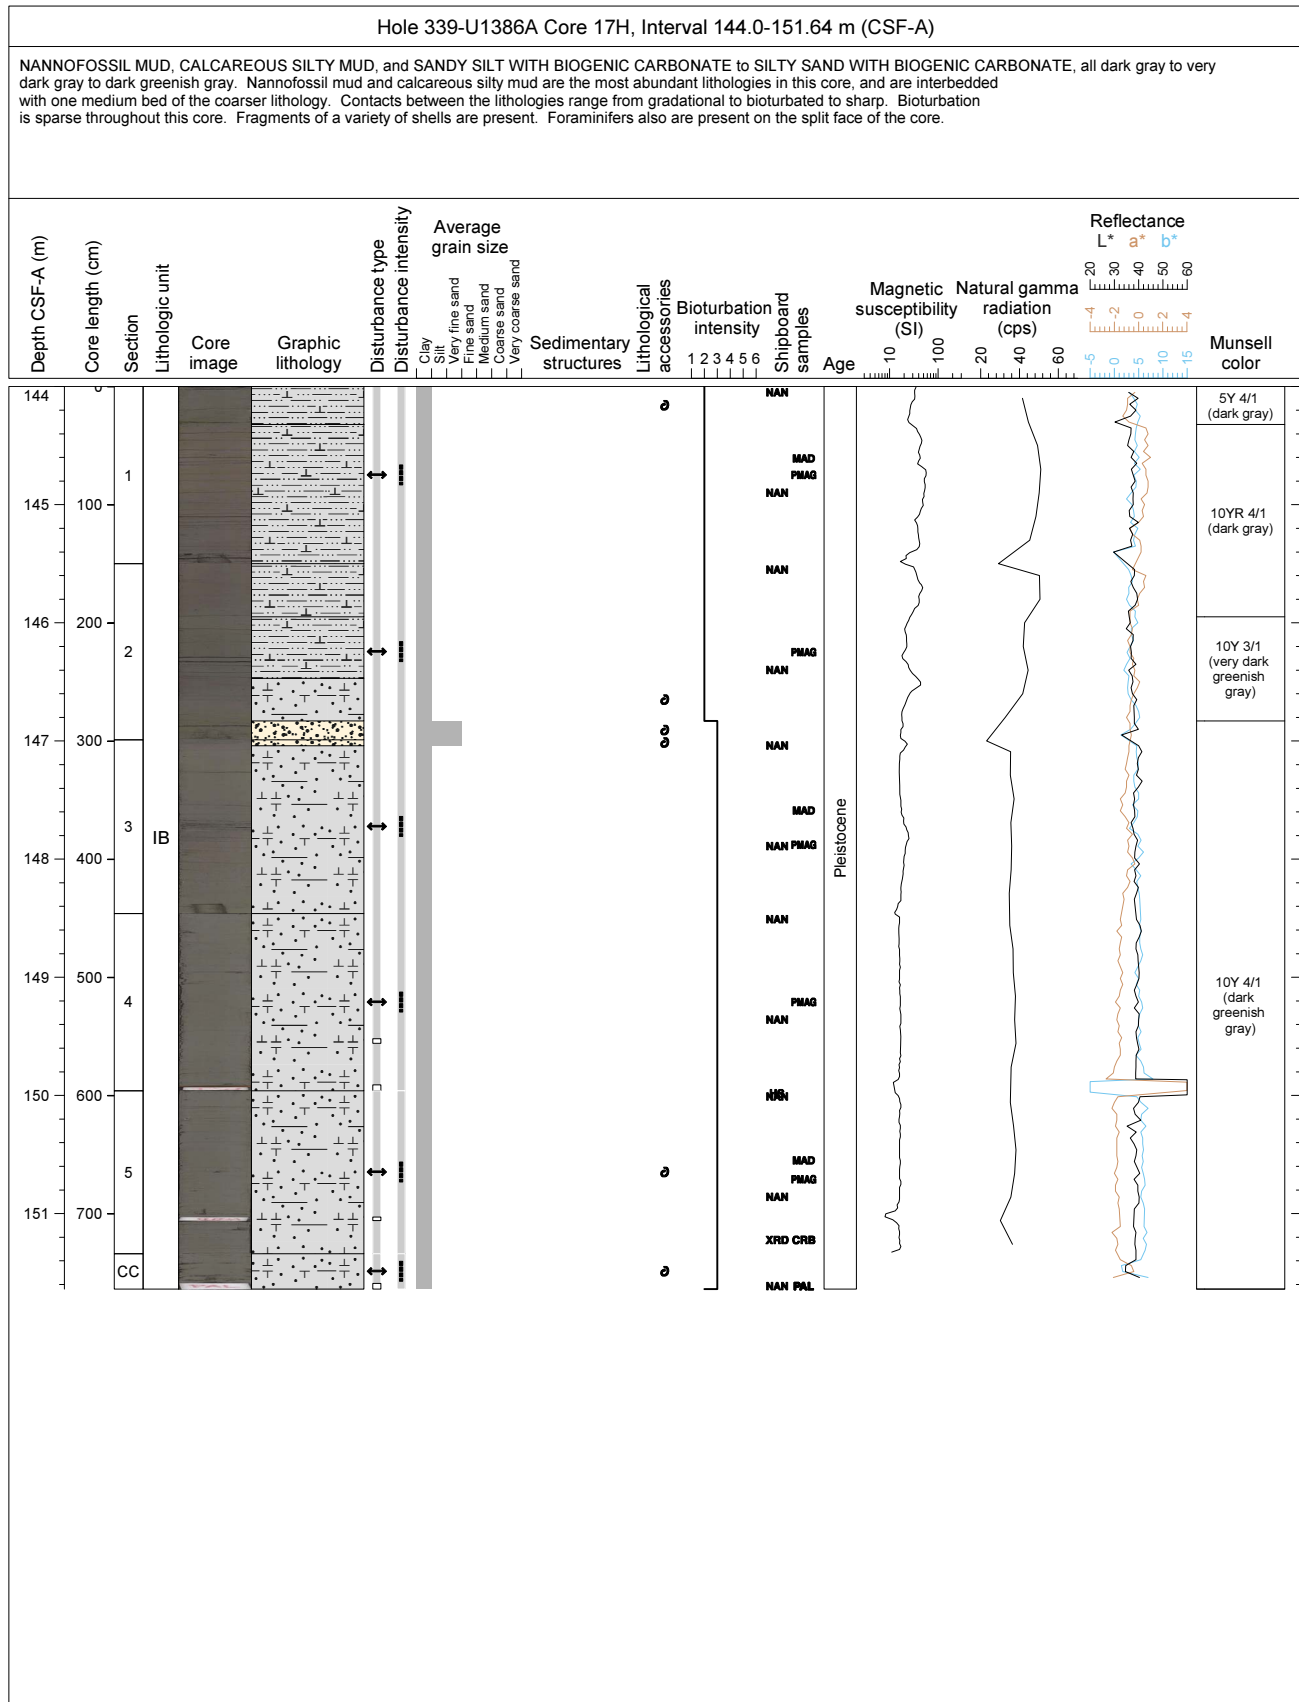 Hole 339-U1386A Core 17H, Interval 144.0-151.64 m (CSF-A)
NANNOFOSSIL MUD, CALCAREOUS SILTY MUD, and SANDY SILT WITH BIOGENIC CARBONATE to SILTY SAND WITH BIOGENIC CARBONATE, all dark gray to very
dark gray to dark greenish gray. Nannofossil mud and calcareous silty mud are the most abundant lithologies in this core, and are interbedded
with one medium bed of the coarser lithology. Contacts between the lithologies range from gradational to bioturbated to sharp. Bioturbation
is sparse throughout this core. Fragments of a variety of shells are present. Foraminifers also are present on the split face of the core.
Depth CSF-A (m)
Core length (cm)
Section
Lithologic unit
Core
image
Graphic
lithology
Disturbance type
Disturbance intensity
Average
grain size
Clay
Silt
Very fine sand
Fine sand
Medium sand
Coarse sand
Very coarse sand
Sedimentary
structures
Lithological
accessories
Bioturbation
intensity
1 2 3 4 5 6
Shipboard
samples
Age
Magnetic
susceptibility
(SI)
10 100
Natural gamma
radiation
(cps)
20 40 60
Reflectance
L* a* b*
20 30 40 50 60
-4 -2 0 2 4
-5 0 5 10 15
Munsell
color
144
145
146
147
148
149
150
151
0
100
200
300
400
500
600
700
1
2
3
4
5
CC
IB
NAN
MAD
PMAG
NAN
NAN
PMAG
NAN
NAN
MAD
NAN PMAG
NAN
PMAG
NAN
NAN
MAD
PMAG
NAN
XRD CRB
NAN PAL
Pleistocene
5Y 4/1
(dark gray)
10YR 4/1
(dark gray)
10Y 3/1
(very dark
greenish
gray)
10Y 4/1
(dark
greenish
gray)